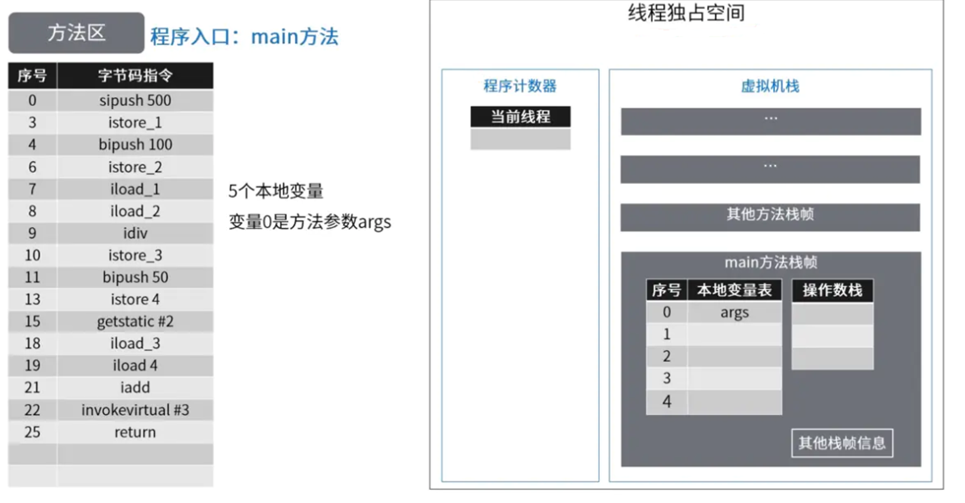 方法区
程序入口：main方法
序号 字节码指令
0 sipush 500
3 istore_1
4 bipush 100
6 istore_2
7 iload_1
8 iload_2
9 idiv
10 istore_3
11 bipush 50
13 istore 4
15 getstatic #2
18 iload_3
19 iload 4
21 iadd
22 invokevirtual #3
25 return
5个本地变量
变量0是方法参数args
线程独占空间
程序计数器
当前线程
虚拟机栈
...
...
其他方法栈帧
main方法栈帧
序号 本地变量表
0 args
1
2
3
4
操作数栈
其他栈帧信息